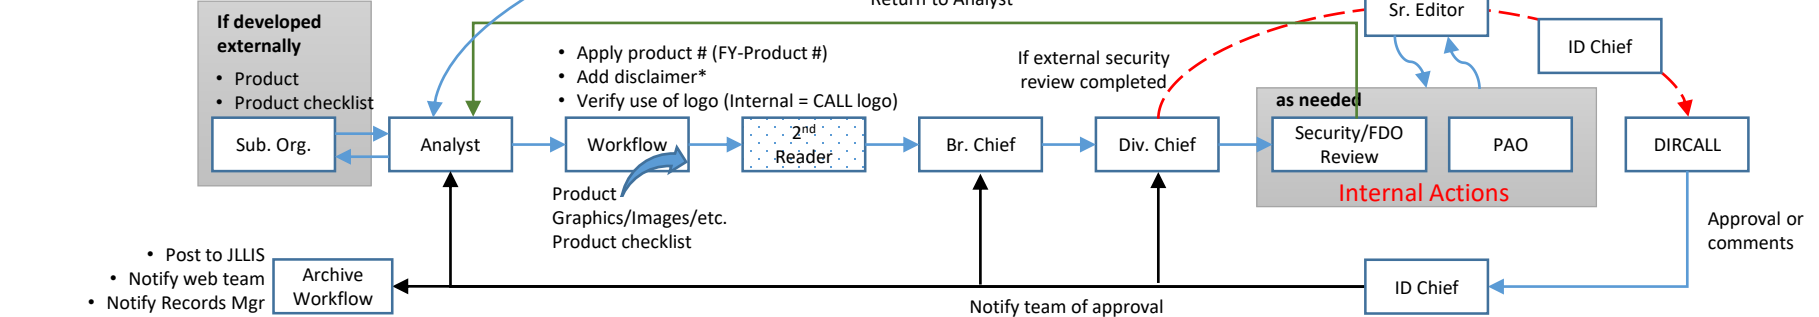 Return to Analyst
If developed
externally
• Product
• Product checklist
• Apply product # (FY-Product #)
• Add disclaimer*
• Verify use of logo (Internal = CALL logo)
If external security
review completed
Sr. Editor
ID Chief
as needed
Sub. Org.
Analyst
Workflow
2nd
Reader
Br. Chief
Div. Chief
Security/FDO
Review
PAO
DIRCALL
Internal Actions
Product
Graphics/Images/etc.
Product checklist
Approval or
comments
• Post to JLLIS
• Notify web team
• Notify Records Mgr
Archive
Workflow
Notify team of approval
ID Chief